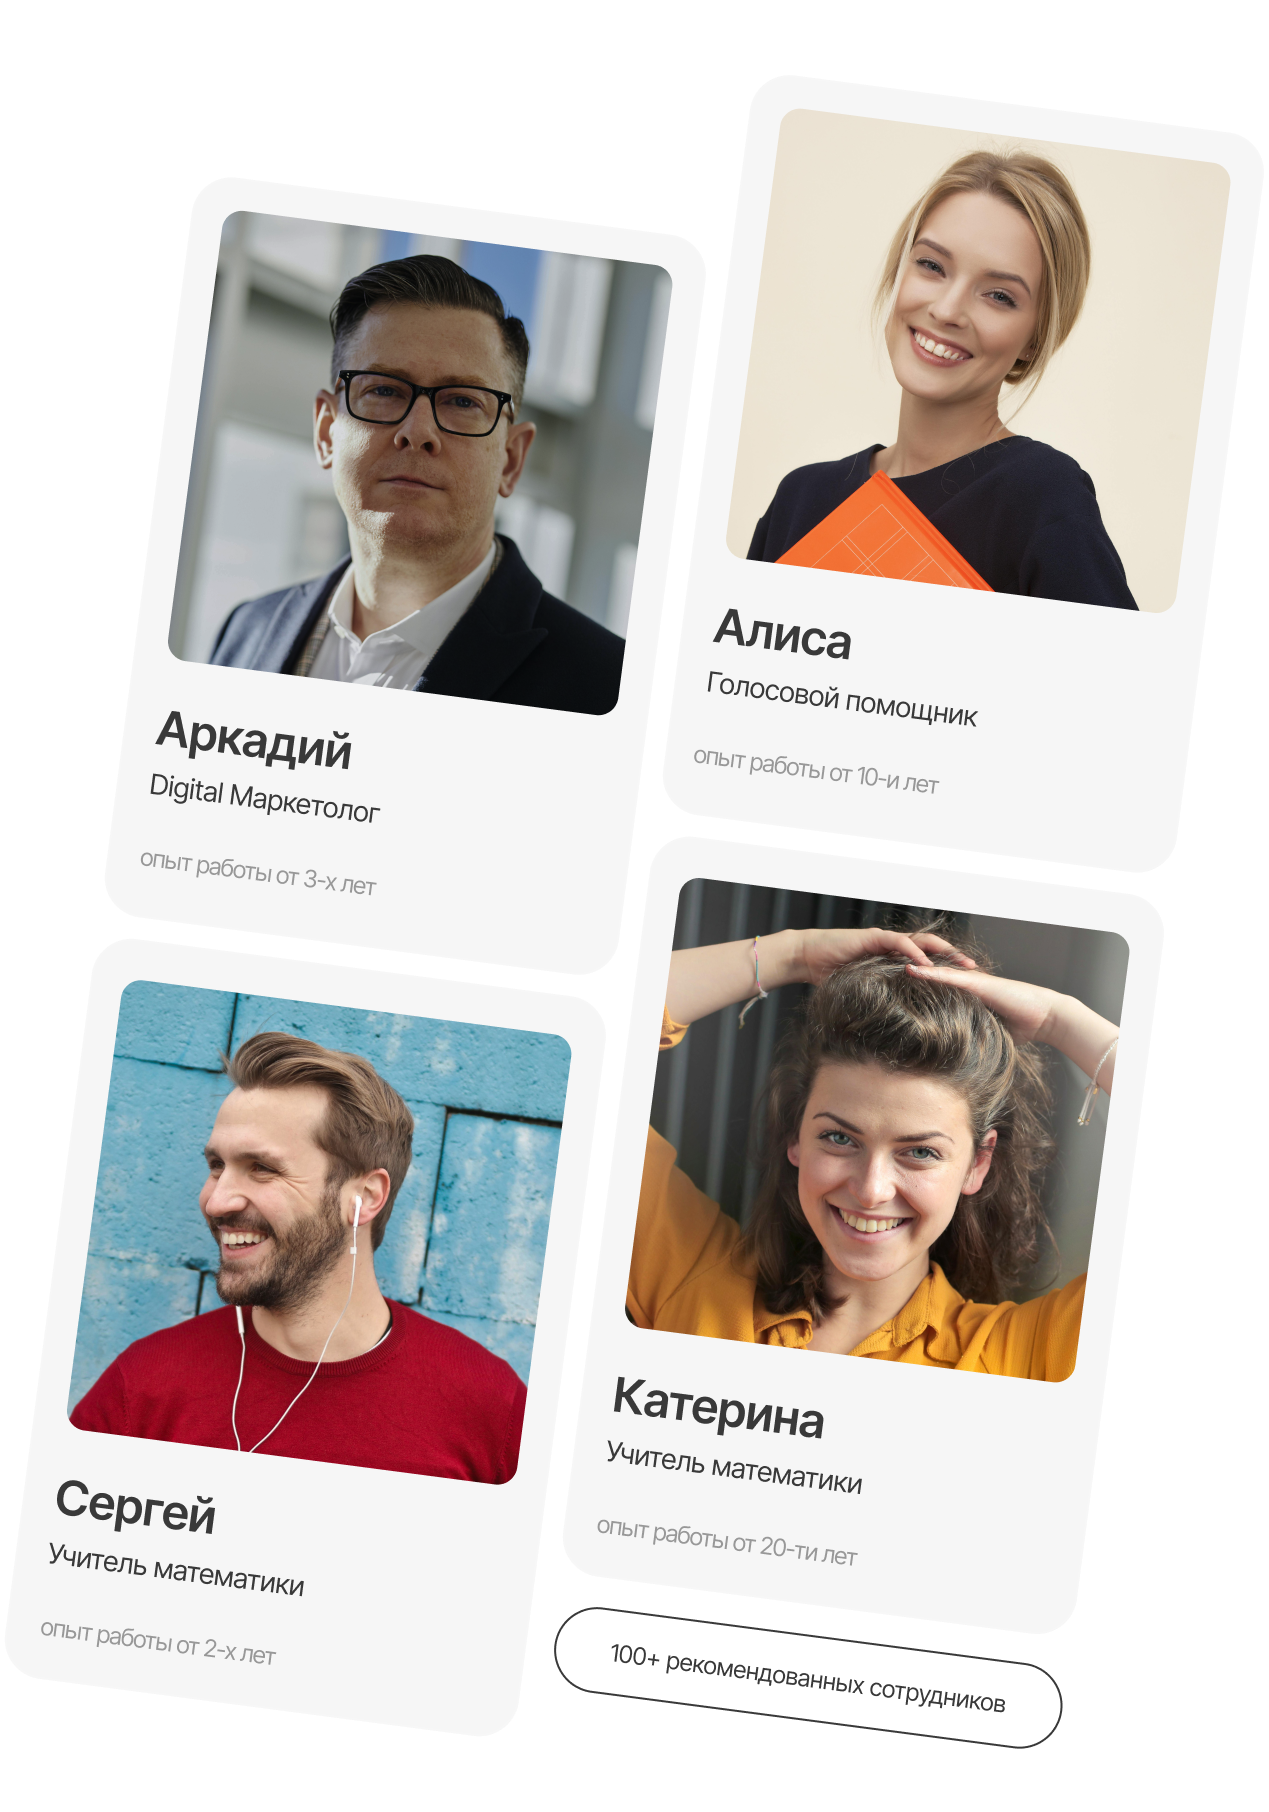 Аркадий
Digital Маркетолог
опыт работы от 3-х лет
Алиса
Голосовой помощник
опыт работы от 10-и лет
Сергей
Учитель математики
опыт работы от 2-х лет
Катерина
Учитель математики
опыт работы от 20-ти лет
100+ рекомендованных сотрудников